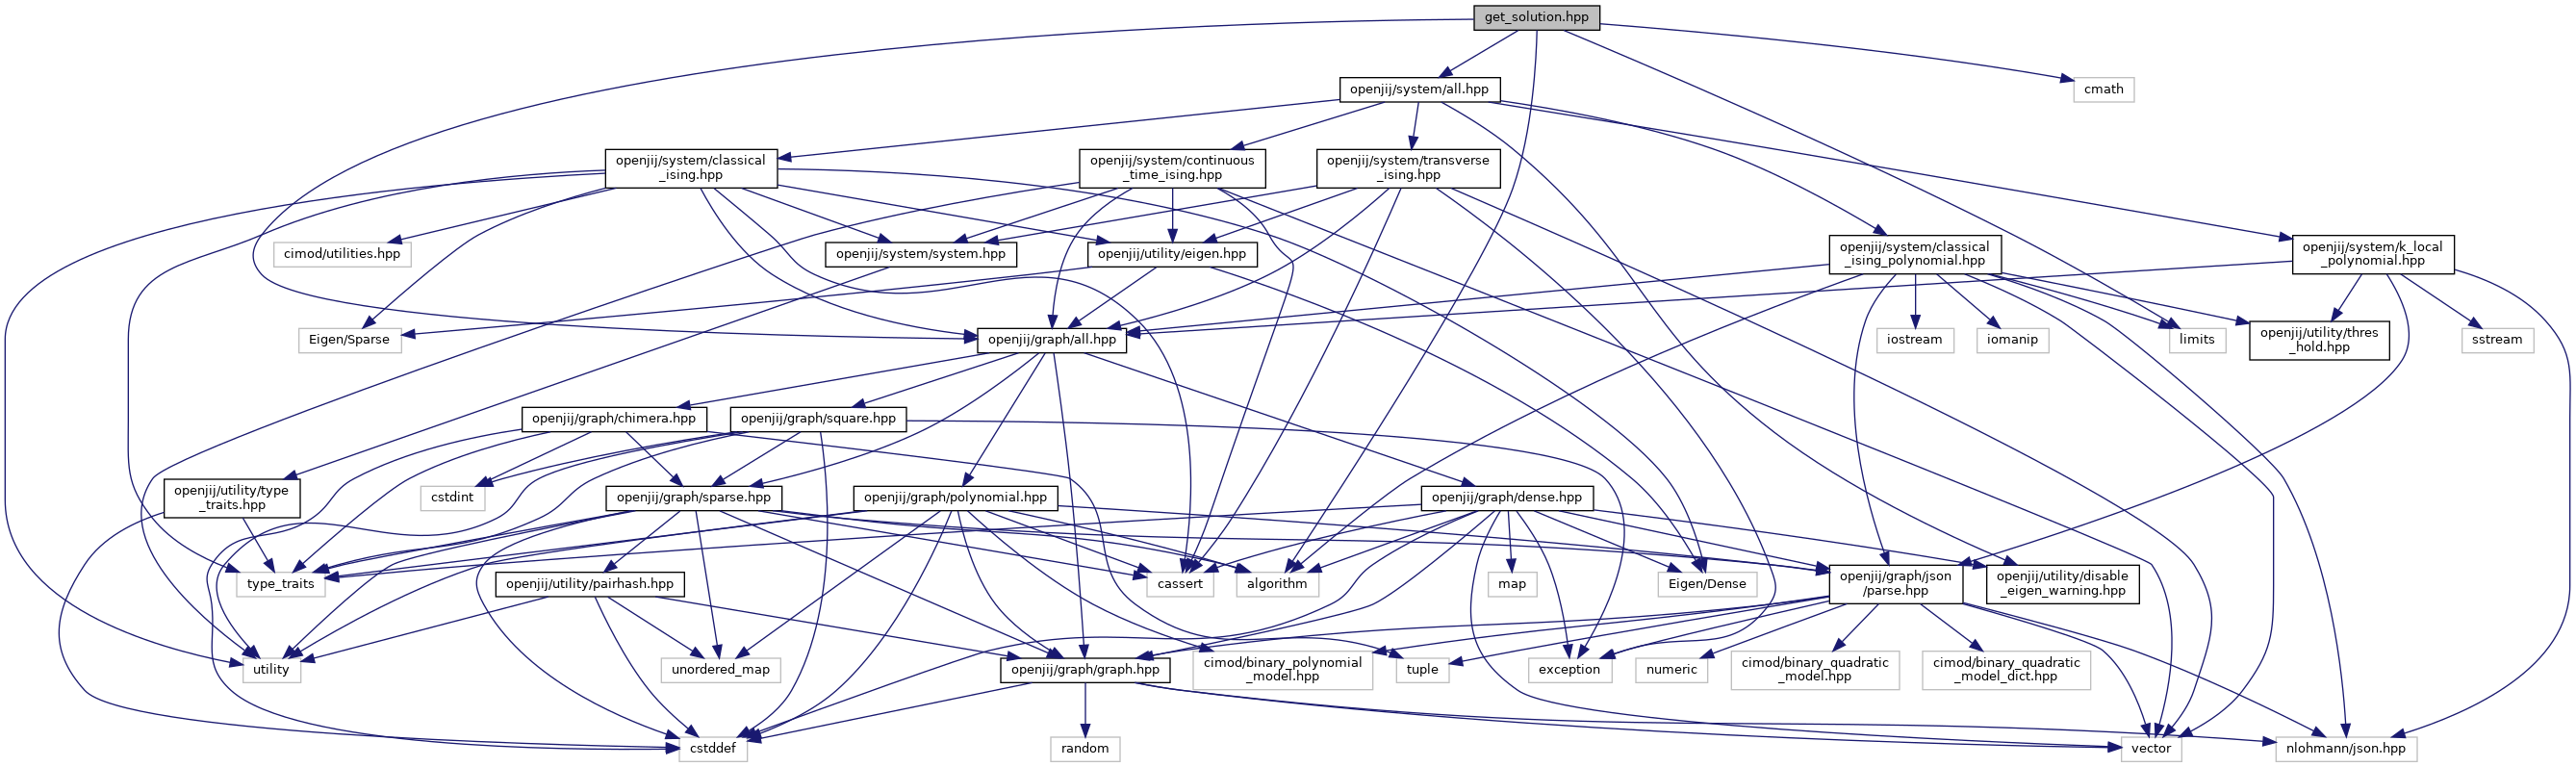 get_solution.hpp
openjij/system/all.hpp
cmath
openjij/system/classical
_ising.hpp
openjij/system/continuous
_time_ising.hpp
openjij/system/transverse
_ising.hpp
cimod/utilities.hpp
openjij/system/system.hpp
openjij/utility/eigen.hpp
openjij/system/classical
_ising_polynomial.hpp
openjij/system/k_local
_polynomial.hpp
Eigen/Sparse
openjij/graph/all.hpp
iostream
iomanip
limits
openjij/utility/thres
_hold.hpp
sstream
openjij/graph/chimera.hpp
openjij/graph/square.hpp
openjij/utility/type
_traits.hpp
cstdint
openjij/graph/sparse.hpp
openjij/graph/polynomial.hpp
openjij/graph/dense.hpp
type_traits
openjij/utility/pairhash.hpp
cassert
algorithm
map
Eigen/Dense
openjij/graph/json
/parse.hpp
openjij/utility/disable
_eigen_warning.hpp
utility
unordered_map
openjij/graph/graph.hpp
cimod/binary_polynomial
_model.hpp
tuple
exception
numeric
cimod/binary_quadratic
_model.hpp
cimod/binary_quadratic
_model_dict.hpp
cstddef
random
vector
nlohmann/json.hpp